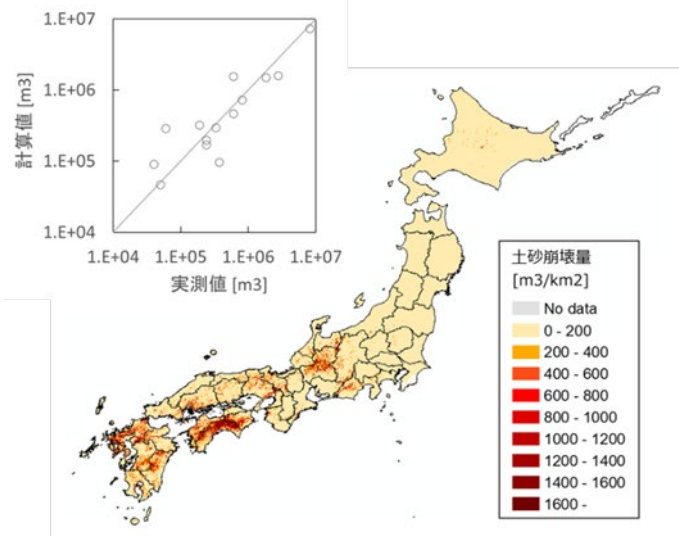 1.E+07
1.E+06
1.E+05
1.E+04
計算値 [m3]
1.E+04 1.E+05 1.E+06 1.E+07
実測値 [m3]
土砂崩壊量
[m3/km2]
No data
0 - 200
200 - 400
400 - 600
600 - 800
800 - 1000
1000 - 1200
1200 - 1400
1400 - 1600
1600 -